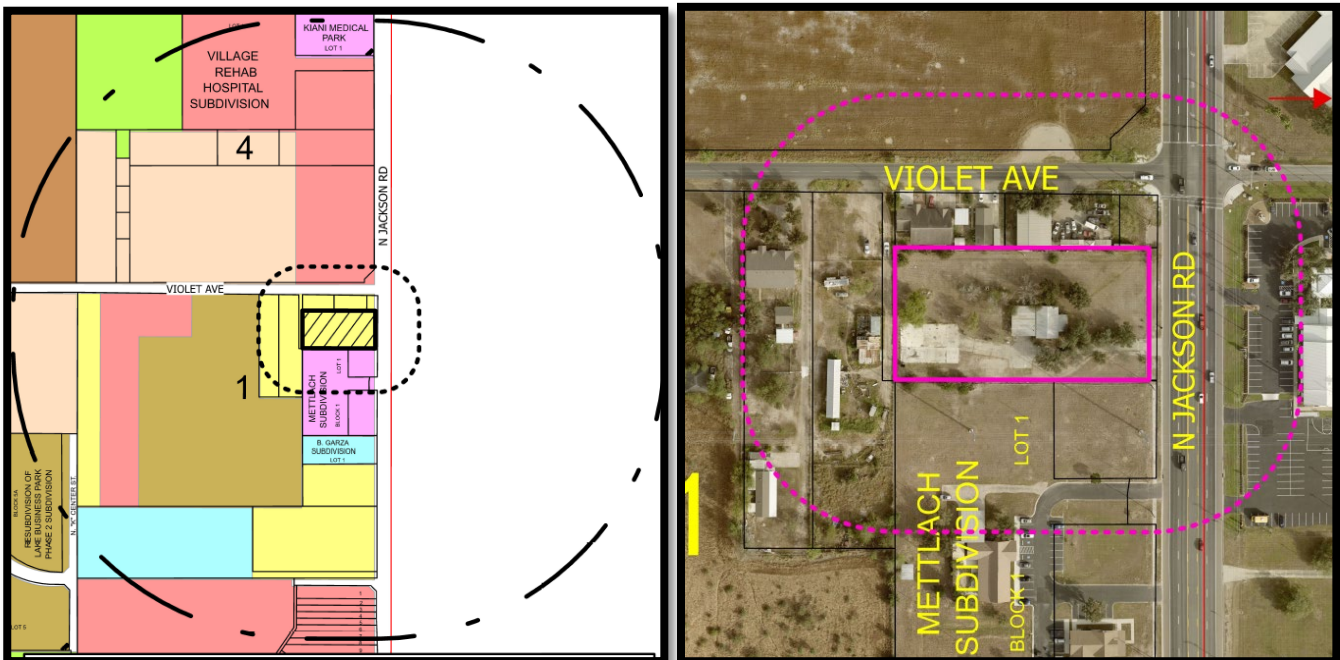 KIANI MEDICAL
PARK
LOT 1
VILLAGE
REHAB
HOSPITAL
SUBDIVISION
4
N JACKSON RD
VIOLET AVE
1
METTLACH
SUBDIVISION
LOT 1
BLOCK 1
B. GARZA
SUBDIVISION
LOT 1
RESUBDIVISION OF
LAKE BUSINESS PARK
PHASE 2 SUBDIVISION
N. "K" CENTER ST.
VIOLET AVE
N JACKSON RD
LOT 1
METTLACH
SUBDIVISION
BLOCK 1
1